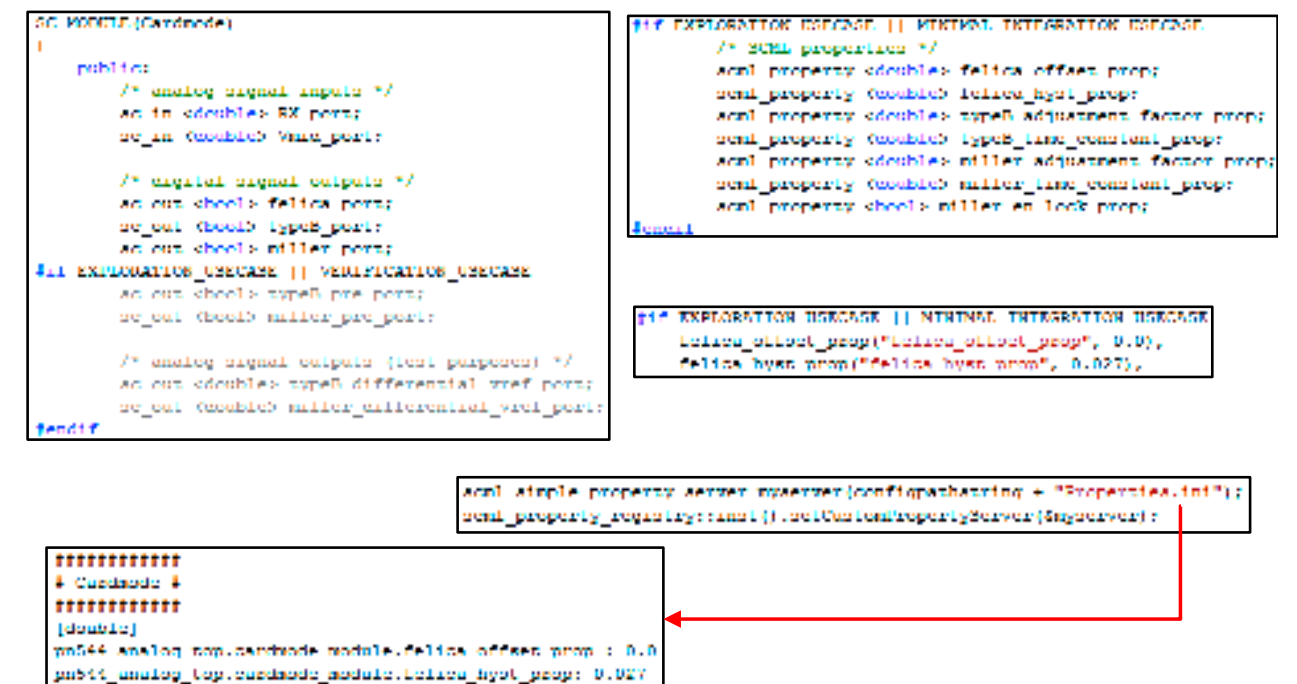 SC_MODULE(Cardmode)
{
public:
/* analog signal inputs */
sc_in <double> RX_port;
sc_in <double> Vmid_port;
/* digital signal outputs */
sc_out <bool> felica_port;
sc_out <bool> typeB_port;
sc_out <bool> miller_port;
#if EXPLORATION_USECASE || VERIFICATION_USECASE
sc_out <bool> typeB_pre_port;
sc_out <bool> miller_pre_port;
/* analog signal outputs (test purposes) */
sc_out <double> typeB_differential_vref_port;
sc_out <double> miller_differential_vref_port;
#endif
#if EXPLORATION_USECASE || MINIMAL_INTEGRATION_USECASE
/* SCML properties */
scml_property <double> felica_offset_prop;
scml_property <double> felica_hyst_prop;
scml_property <double> typeB_adjustment_factor_prop;
scml_property <double> typeB_time_constant_prop;
scml_property <double> miller_adjustment_factor_prop;
scml_property <double> miller_time_constant_prop;
scml_property <bool> miller_en_lock_prop;
#endif
#if EXPLORATION_USECASE || MINIMAL_INTEGRATION_USECASE
felica_offset_prop("felica_offset_prop", 0.0),
felica_hyst_prop("felica_hyst_prop", 0.027),
scml_simple_property_server myserver(configpathstring + "Properties.ini");
scml_property_registry::inst().setCustomPropertyServer(&myserver);
############
# Cardmode #
############
[double]
pn544_analog_top.cardmode_module.felica_offset_prop : 0.0
pn544_analog_top.cardmode_module.felica_hyst_prop: 0.027